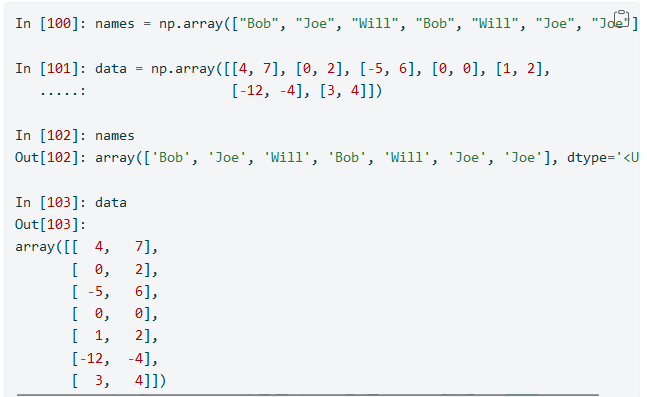 In [100]: names = np.array(["Bob", "Joe", "Will", "Bob", "Will", "Joe", "Joe"]
In [101]: data = np.array([[4, 7], [0, 2], [-5, 6], [0, 0], [1, 2],
.....:                  [-12, -4], [3, 4]])
In [102]: names
Out[102]: array(['Bob', 'Joe', 'Will', 'Bob', 'Will', 'Joe', 'Joe'], dtype='<U
In [103]: data
Out[103]:
array([[  4,   7],
       [  0,   2],
       [ -5,   6],
       [  0,   0],
       [  1,   2],
       [-12,  -4],
       [  3,   4]])